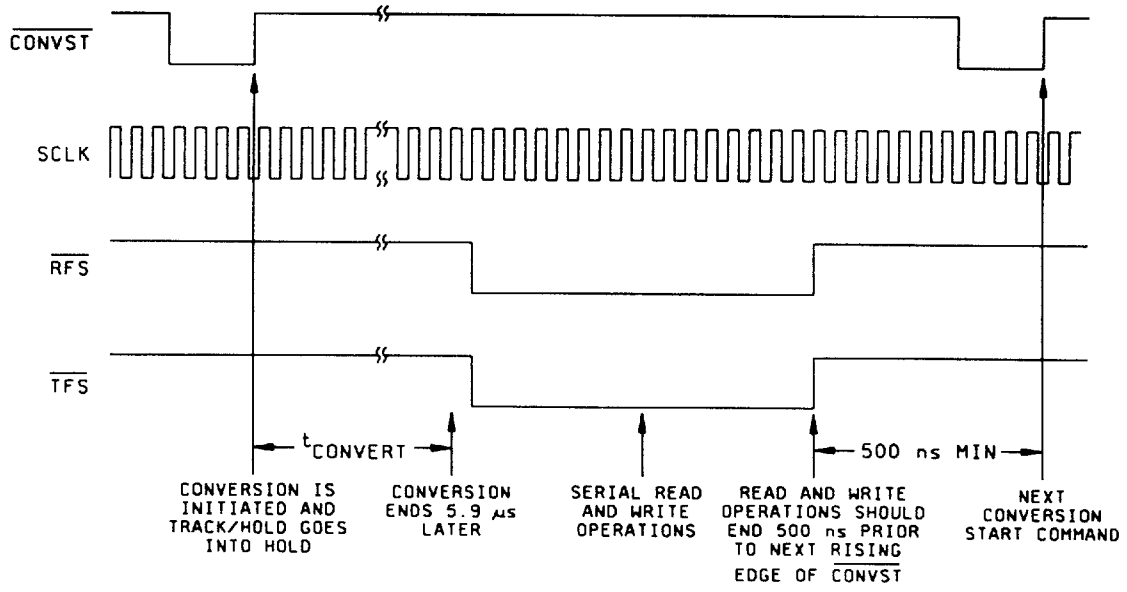 CONVST
SCLK
RFS
TFS
tCONVERT
500 ns MIN
CONVERSION IS
INITIATED AND
TRACK/HOLD GOES
INTO HOLD
CONVERSION
ENDS 5.9 μs
LATER
SERIAL READ
AND WRITE
OPERATIONS
READ AND WRITE
OPERATIONS SHOULD
END 500 ns PRIOR
TO NEXT RISING
EDGE OF CONVST
NEXT
CONVERSION
START COMMAND